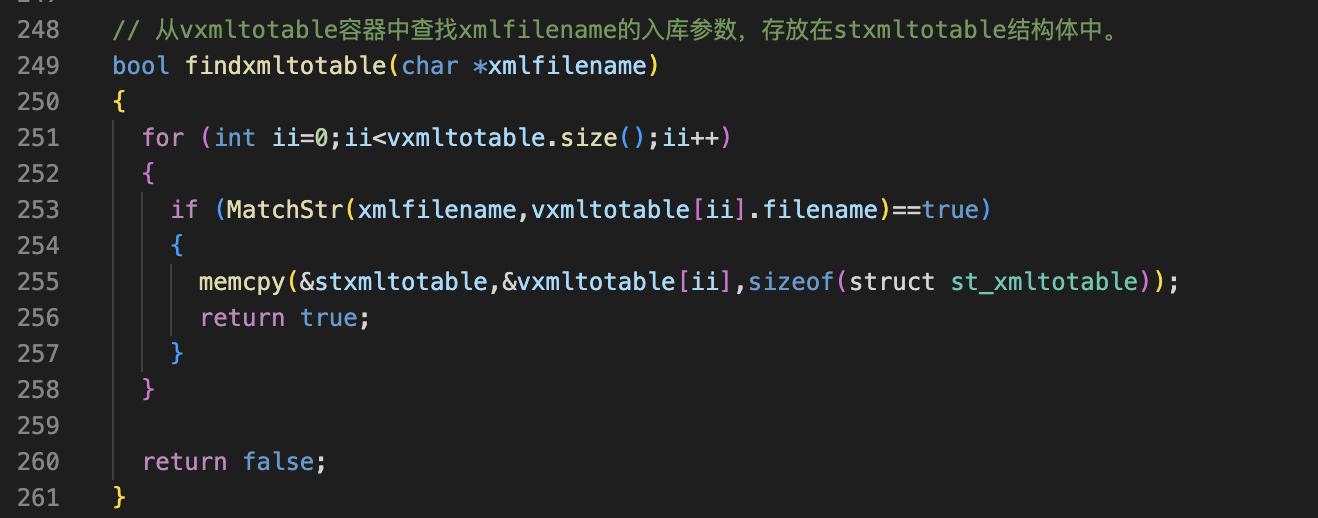 248 // 从vxmltotable容器中查找xmlfilename的入库参数，存放在stxmltotable结构体中。
249 bool findxmltotable(char *xmlfilename)
250 {
251 for (int ii=0;ii<vxmltotable.size();ii++)
252 {
253 if (MatchStr(xmlfilename,vxmltotable[ii].filename)==true)
254 {
255 memcpy(&stxmltotable,&vxmltotable[ii],sizeof(struct st_xmltotable));
256 return true;
257 }
258 }
259
260 return false;
261 }